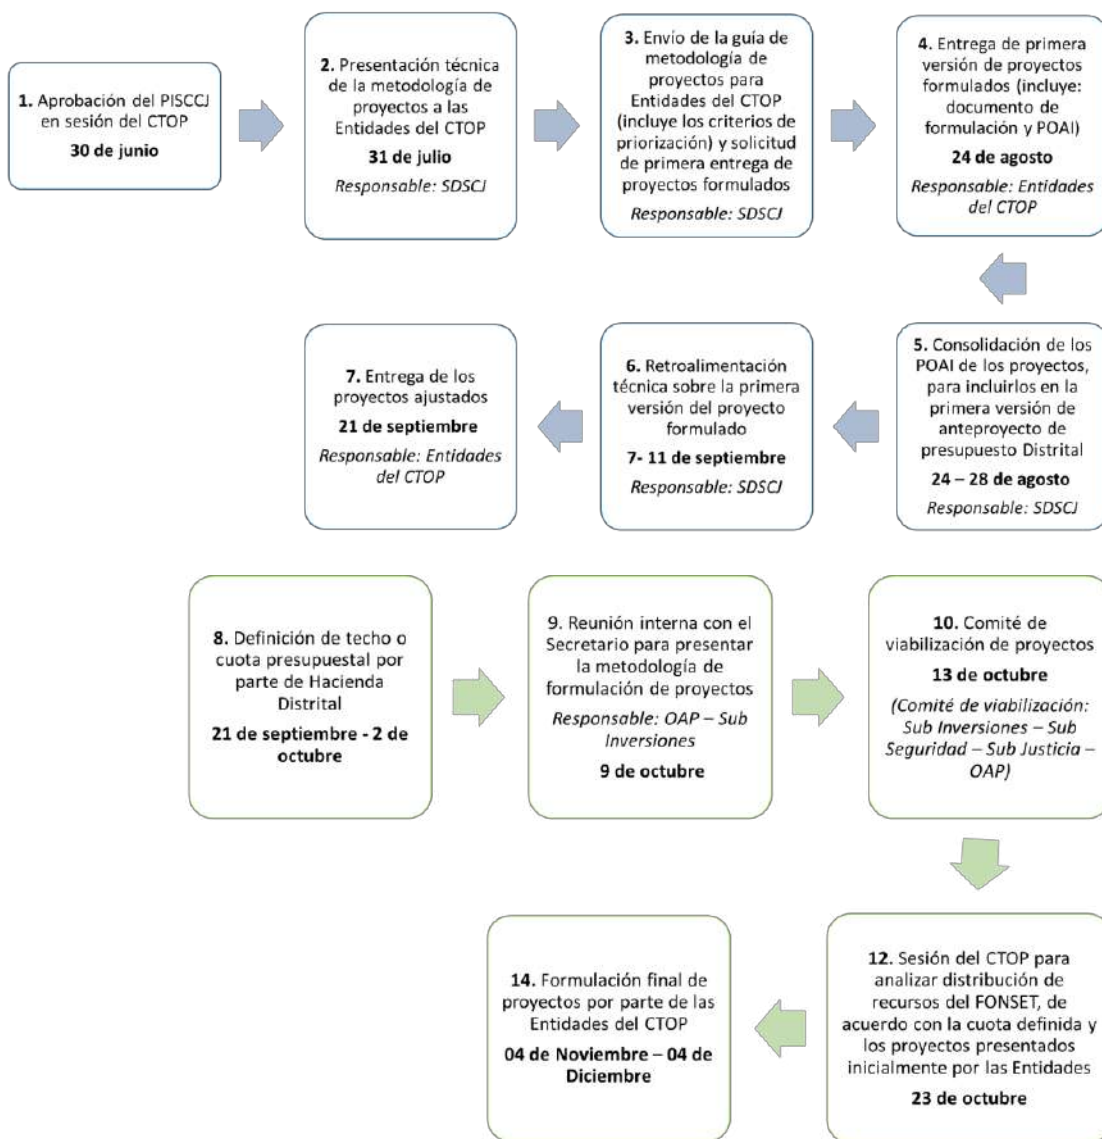 1. Aprobación del PISCCJ
en sesión del CTOP
30 de junio
2. Presentación técnica
de la metodología de
proyectos a las
Entidades del CTOP
31 de julio
Responsable: SDSCJ
3. Envío de la guía de
metodología de
proyectos para
Entidades del CTOP
(incluye los criterios de
priorización) y solicitud
de primera entrega de
proyectos formulados
Responsable: SDSCJ
4. Entrega de primera
versión de proyectos
formulados (incluye:
documento de
formulación y POAI)
24 de agosto
Responsable: Entidades
del CTOP
5. Consolidación de los
POAI de los proyectos,
para incluirlos en la
primera versión de
anteproyecto de
presupuesto Distrital
24 – 28 de agosto
Responsable: SDSCJ
6. Retroalimentación
técnica sobre la primera
versión del proyecto
formulado
7- 11 de septiembre
Responsable: SDSCJ
7. Entrega de los
proyectos ajustados
21 de septiembre
Responsable: Entidades
del CTOP
8. Definición de techo o
cuota presupuestal por
parte de Hacienda
Distrital
21 de septiembre - 2 de
octubre
9. Reunión interna con el
Secretario para presentar
la metodología de
formulación de proyectos
Responsable: OAP – Sub
Inversiones
9 de octubre
10. Comité de
viabilización de proyectos
13 de octubre
(Comité de viabilización:
Sub Inversiones – Sub
Seguridad – Sub Justicia –
OAP)
12. Sesión del CTOP para
analizar distribución de
recursos del FONSET, de
acuerdo con la cuota definida y
los proyectos presentados
inicialmente por las Entidades
23 de octubre
14. Formulación final de
proyectos por parte de las
Entidades del CTOP
04 de Noviembre – 04 de
Diciembre